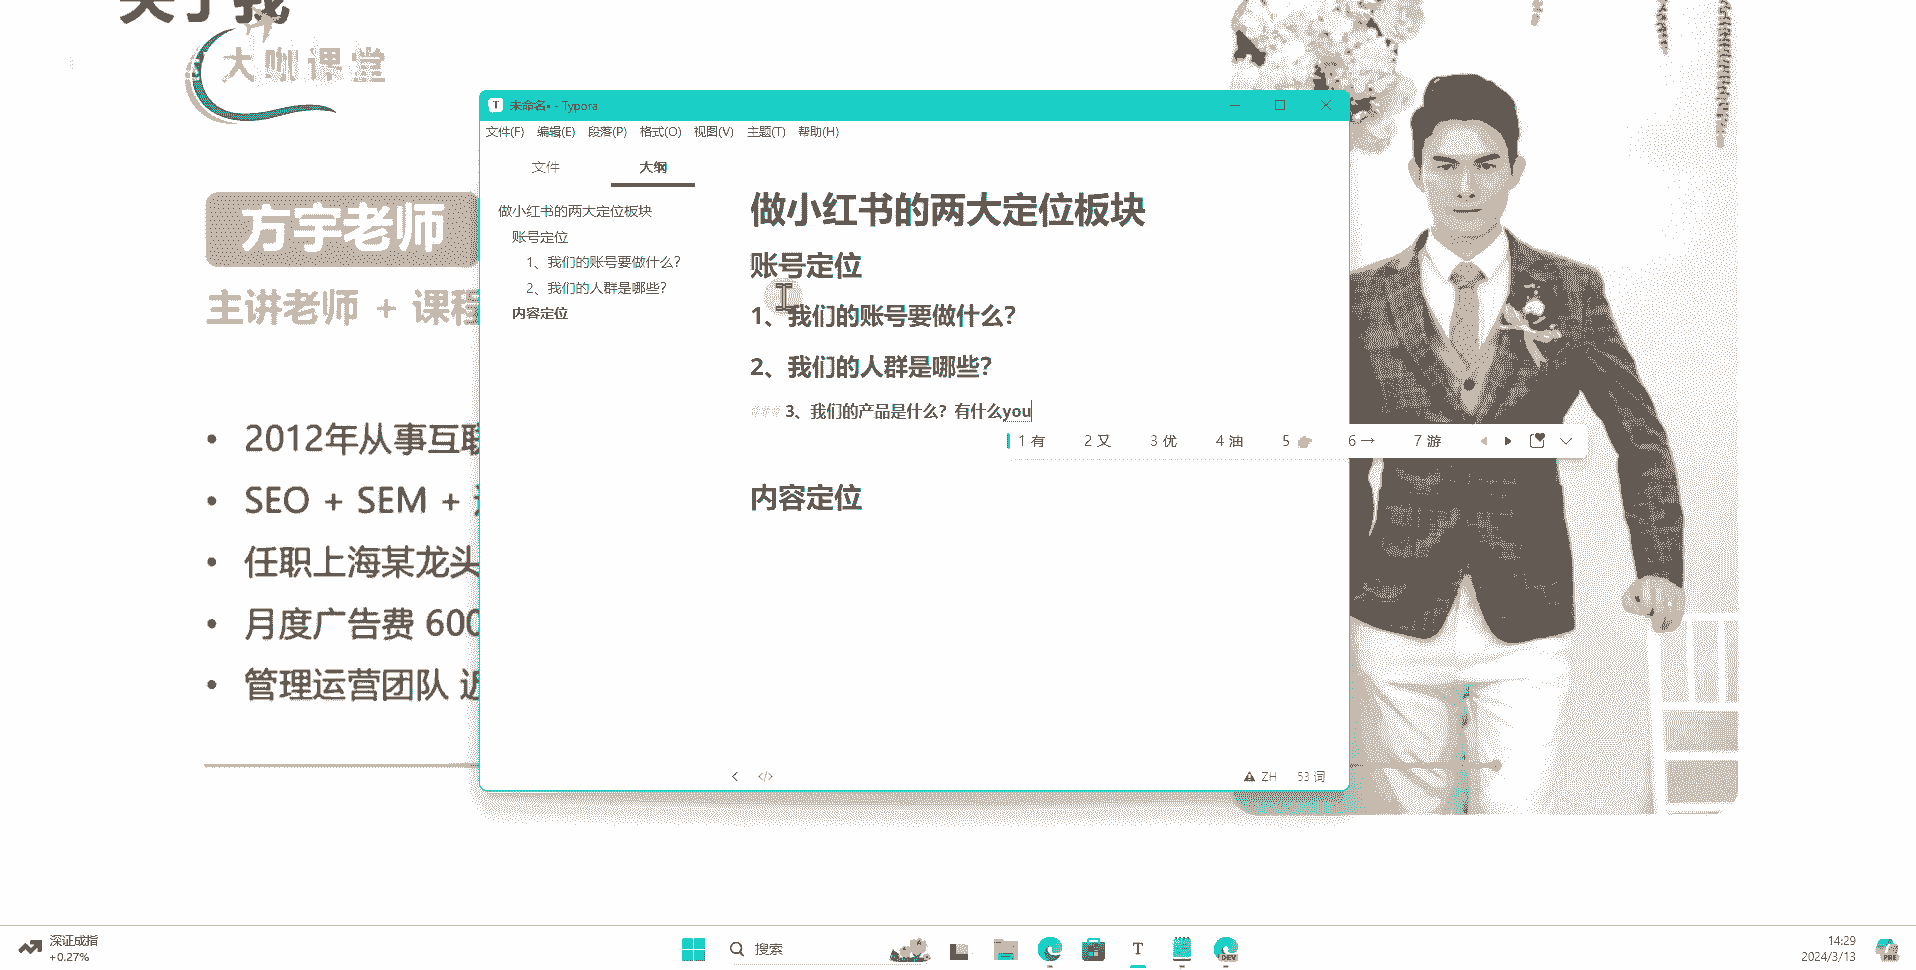 关于我
大咖课堂
方宇老师
主讲老师 + 课程
2012年从事互联
SEO + SEM +
任职上海某龙头
月度广告费 600
管理运营团队 近
未命名• - Typora
文件(F) 编辑(E) 段落(P) 格式(O) 视图(V) 主题(T) 帮助(H)
文件 大纲
做小红书的两大定位板块
账号定位
1、我们的账号要做什么?
2、我们的人群是哪些?
内容定位
做小红书的两大定位板块
账号定位
1、我们的账号要做什么?
2、我们的人群是哪些?
### 3、我们的产品是什么? 有什么you
1 有 2 又 3 优 4 油 5 6 → 7 游
内容定位
</> ZH 53 词
深证成指
+0.27%
搜索
T
DEV
14:29
2024/3/13
PRE